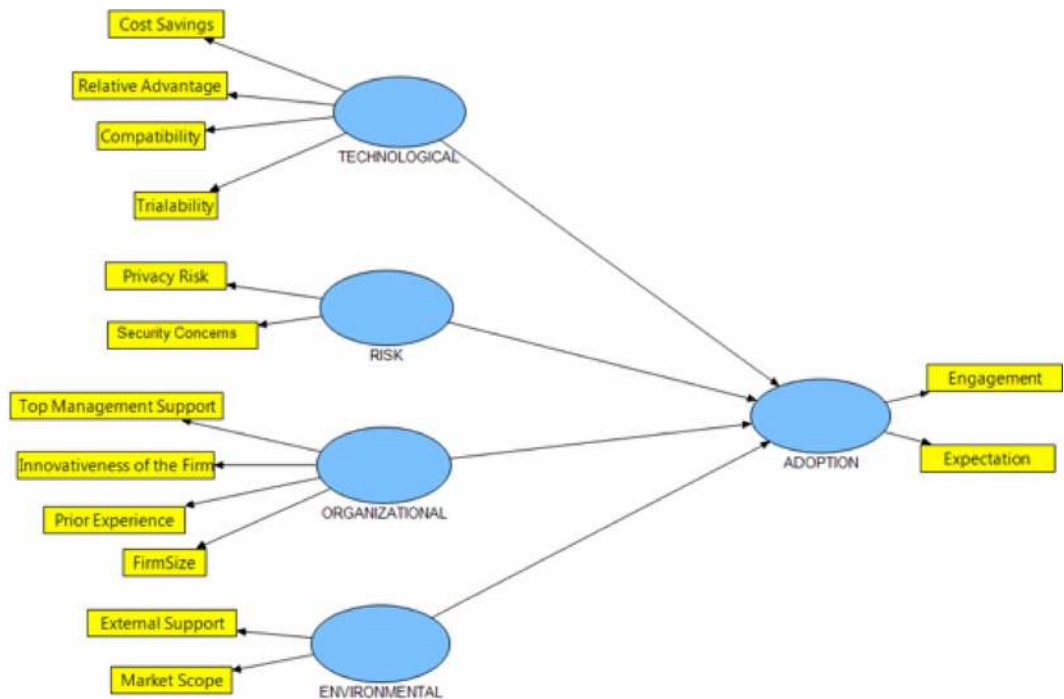 Cost Savings
Relative Advantage
Compatibility
TECHNOLOGICAL
Trialability
Privacy Risk
Security Concerns
RISK
Top Management Support
Innovativeness of the Firm
ORGANIZATIONAL
Prior Experience
FirmSize
External Support
Market Scope
ENVIRONMENTAL
Engagement
Expectation
ADOPTION